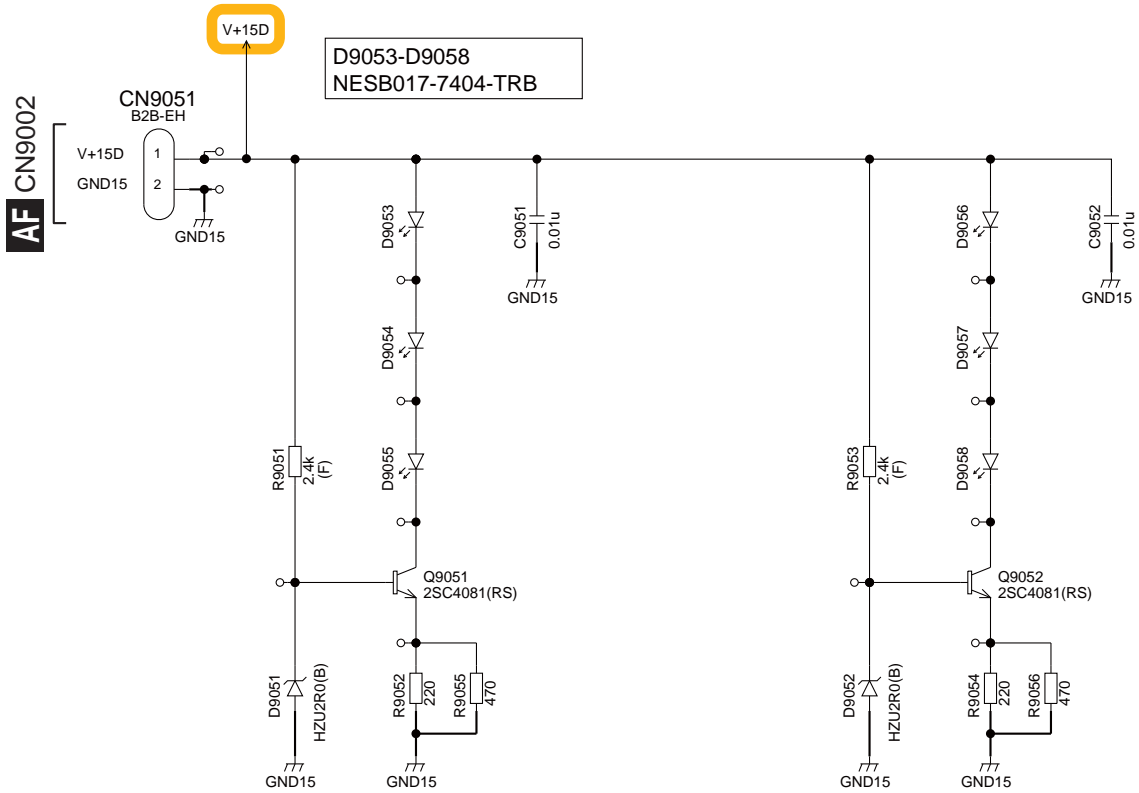 V+15D
D9053-D9058
NESB017-7404-TRB
AF CN9002
CN9051
B2B-EH
V+15D
1
GND15
2
GND15
D9053
C9051
0.01u
GND15
D9056
C9052
0.01u
GND15
D9054
D9057
R9051
2.4k
(F)
D9055
R9053
2.4k
(F)
D9058
Q9051
2SC4081(RS)
Q9052
2SC4081(RS)
D9051
HZU2R0(B)
R9052
220
R9055
470
D9052
HZU2R0(B)
R9054
220
R9056
470
GND15
GND15
GND15
GND15